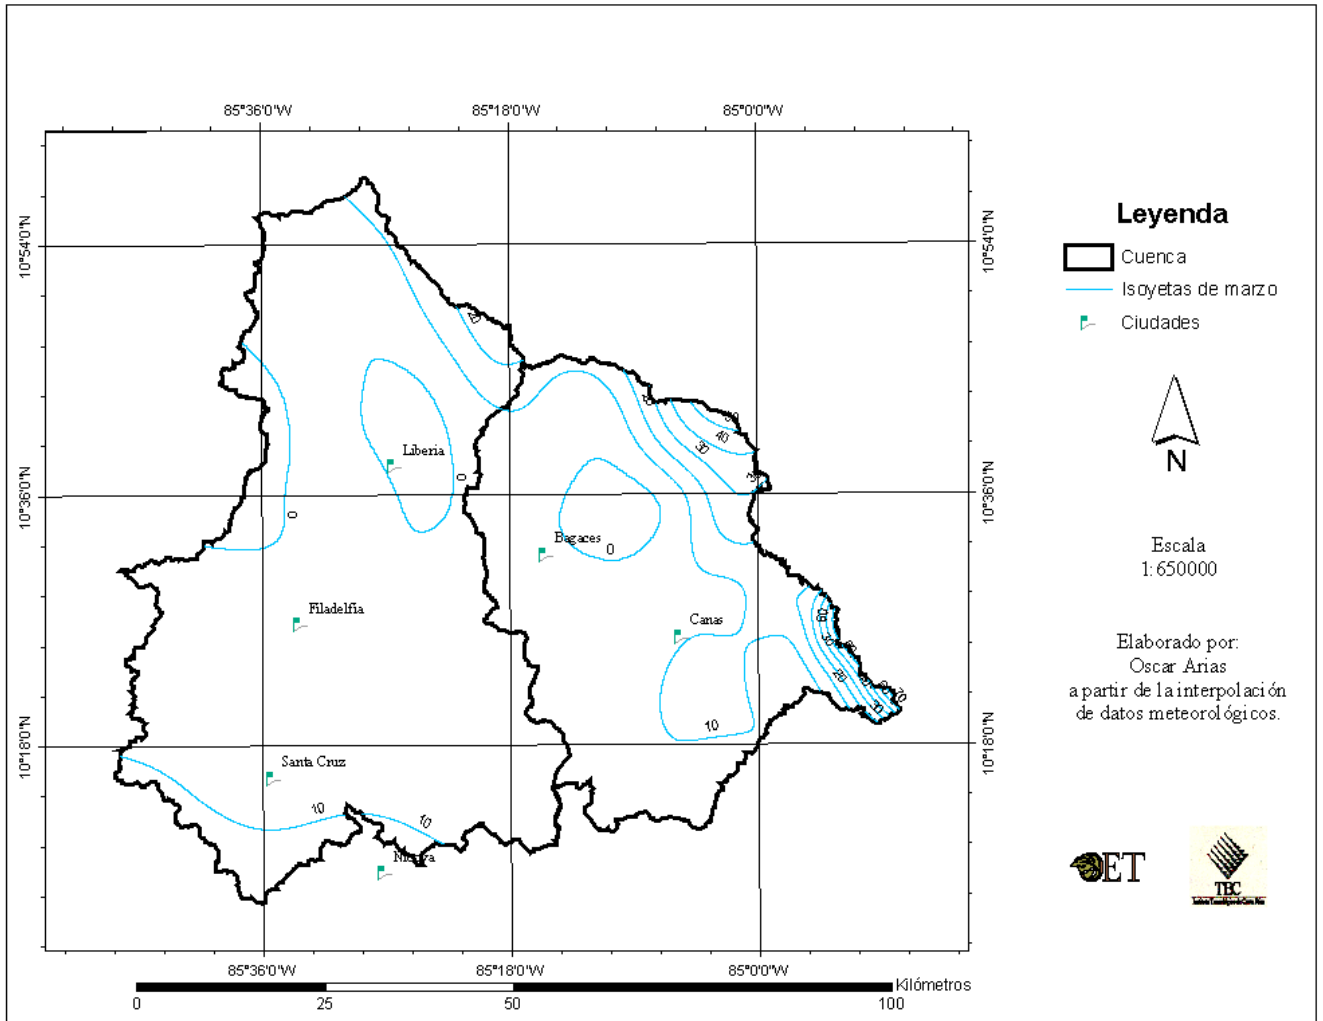 85°36'0"W
85°18'0"W
85°0'0"W
10°54'0"N
10°54'0"N
Leyenda
Cuenca
Isoyetas de marzo
Ciudades
20
40
30
Liberia
0
N
10°36'0"N
10°36'0"N
0
Bagaces
0
Escala
1:650000
Filadelfia
Canas
60
30
20
30
70
Elaborado por:
Oscar Arias
a partir de la interpolación
de datos meteorológicos.
10
10°18'0"N
10°18'0"N
Santa Cruz
10
10
OET
TEC
85°36'0"W
85°18'0"W
85°0'0"W
Kilómetros
0
25
50
100